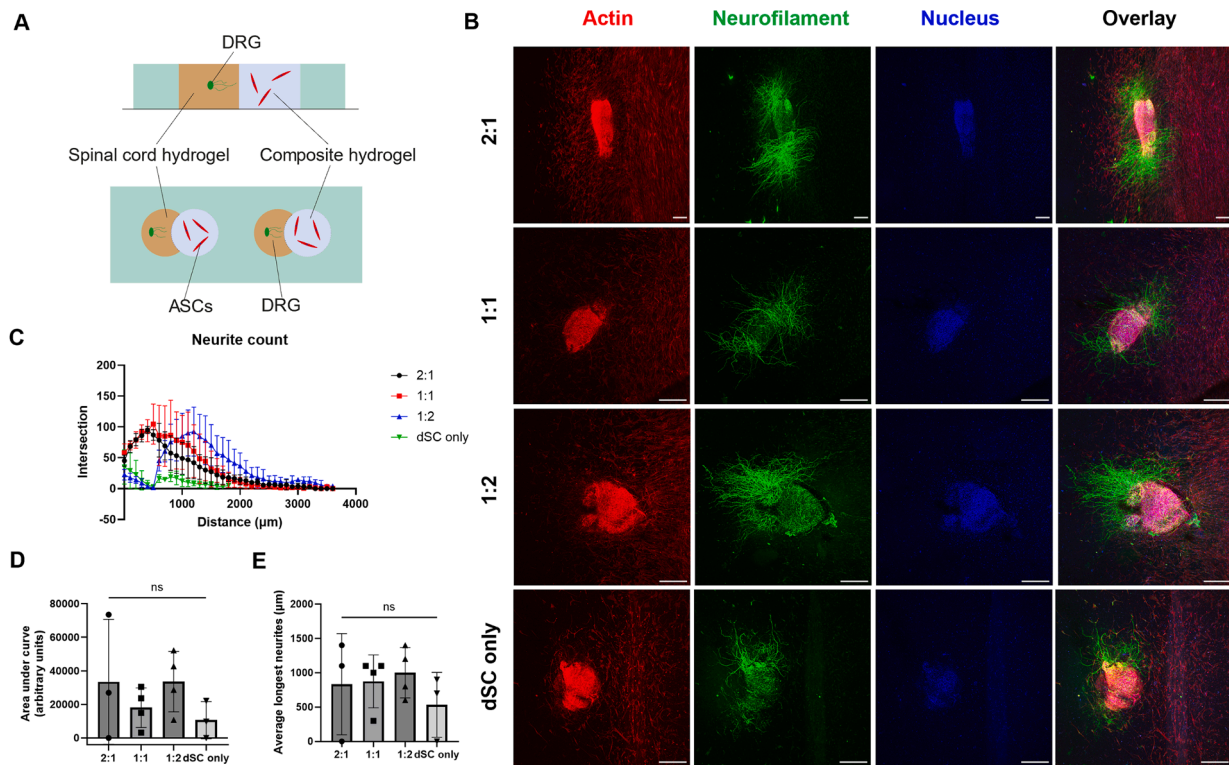 A
DRG
Spinal cord hydrogel
Composite hydrogel
ASCs
DRG
B
Actin
Neurofilament
Nucleus
Overlay
2:1
1:1
1:2
dSC only
C
Neurite count
200
150
100
50
0
-50
Intersection
1000
2000
3000
4000
Distance (µm)
2:1
1:1
1:2
dSC only
D
ns
80000
60000
40000
20000
0
Area under curve
(arbitrary units)
2:1
1:1
1:2
dSC only
E
ns
2000
1500
1000
500
0
Average longest neurites (µm)
2:1
1:1
1:2
dSC only